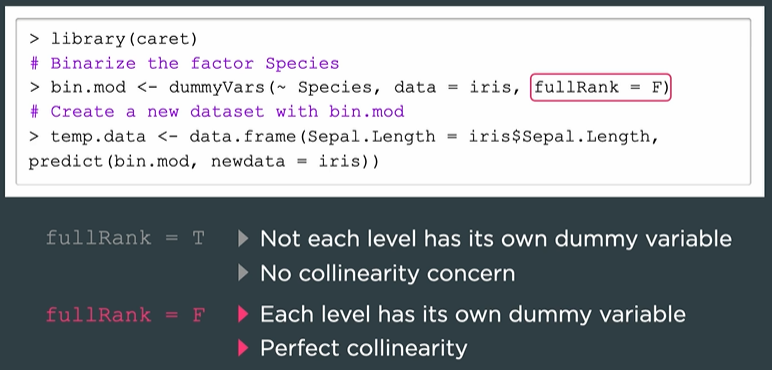 > library(caret)
# Binarize the factor Species
> bin.mod <- dummyVars(~ Species, data = iris, fullRank = F)
# Create a new dataset with bin.mod
> temp.data <- data.frame(Sepal.Length = iris$Sepal.Length,
predict(bin.mod, newdata = iris))
fullRank = T ▶ Not each level has its own dummy variable
▶ No collinearity concern
fullRank = F ▶ Each level has its own dummy variable
▶ Perfect collinearity